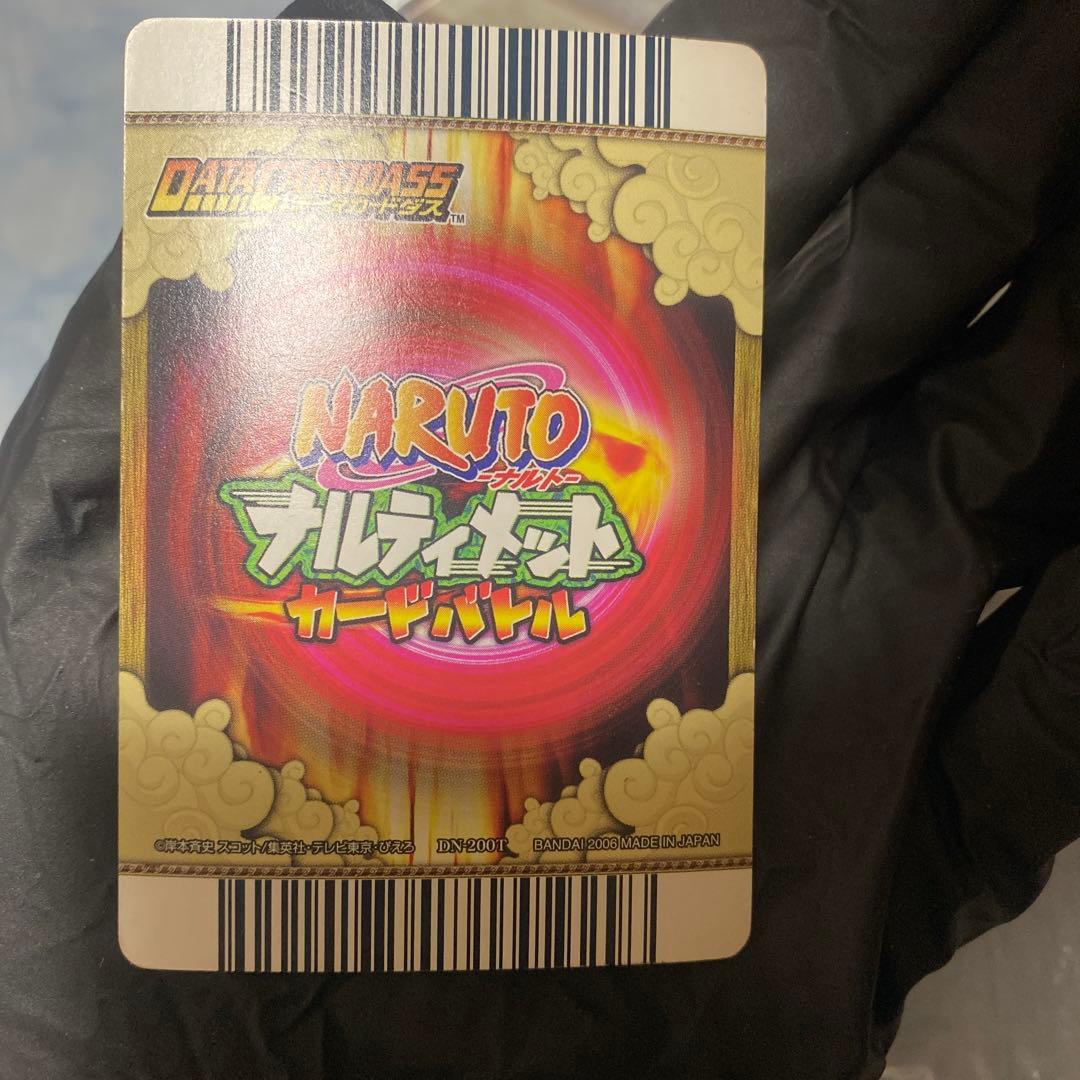 DATA CARDDASS
データカードダス TM
NARUTO
-ナルト-
ナルティメット
カードバトル
©岸本斉史 スコット/集英社・テレビ東京・ぴえろ DN-200T BANDAI 2006 MADE IN JAPAN